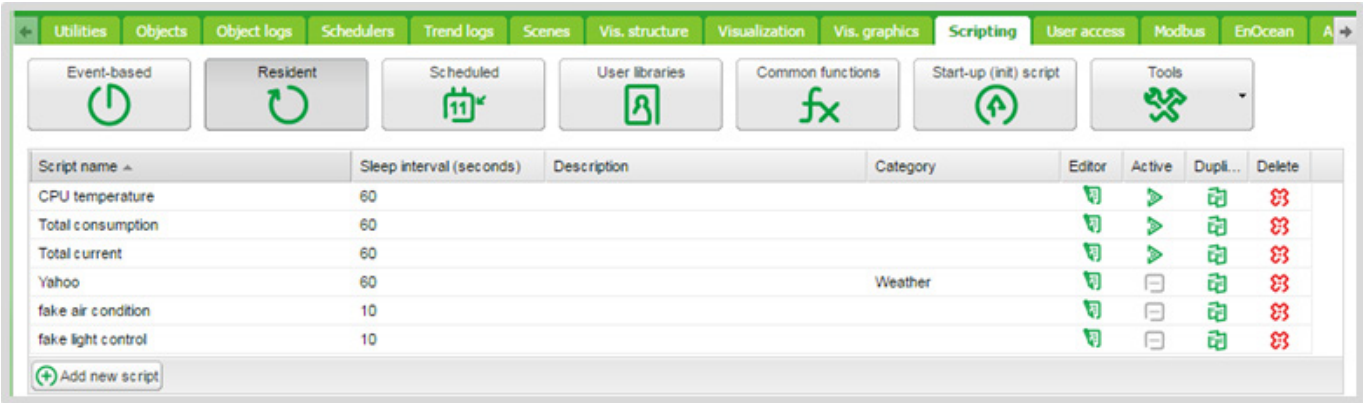 Utilities Objects Object logs Schedulers Trend logs Scenes Vis. structure Visualization Vis. graphics Scripting User access Modbus EnOcean A
Event-based Resident Scheduled User libraries Common functions Start-up (init) script Tools
11 fx
Script name Sleep interval (seconds) Description Category Editor Active Dupli... Delete
CPU temperature 60
Total consumption 60
Total current 60
Yahoo 60 Weather
fake air condition 10
fake light control 10
Add new script